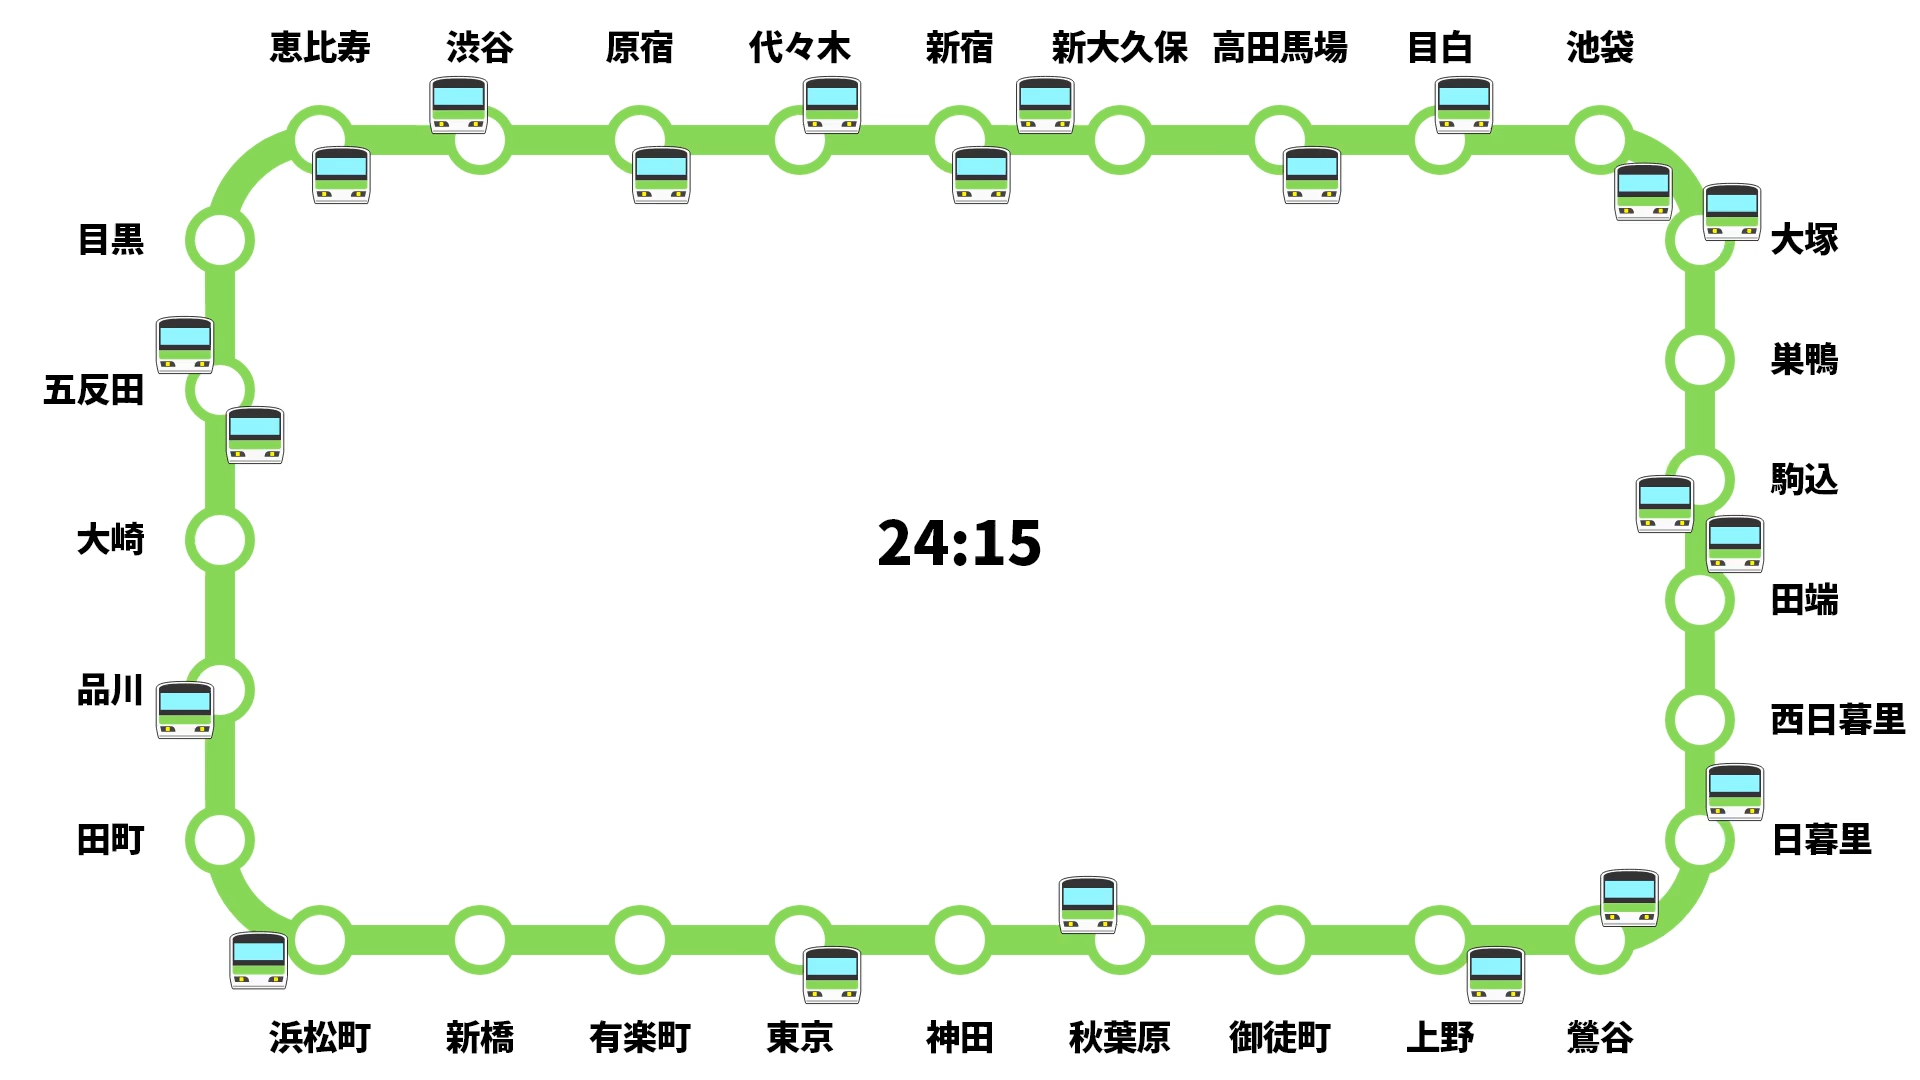 恵比寿
渋谷
原宿
代々木
新宿
新大久保
高田馬場
目白
池袋
目黒
大塚
巣鴨
五反田
駒込
24:15
大崎
田端
品川
西日暮里
田町
日暮里
浜松町
新橋
有楽町
東京
神田
秋葉原
御徒町
上野
鶯谷